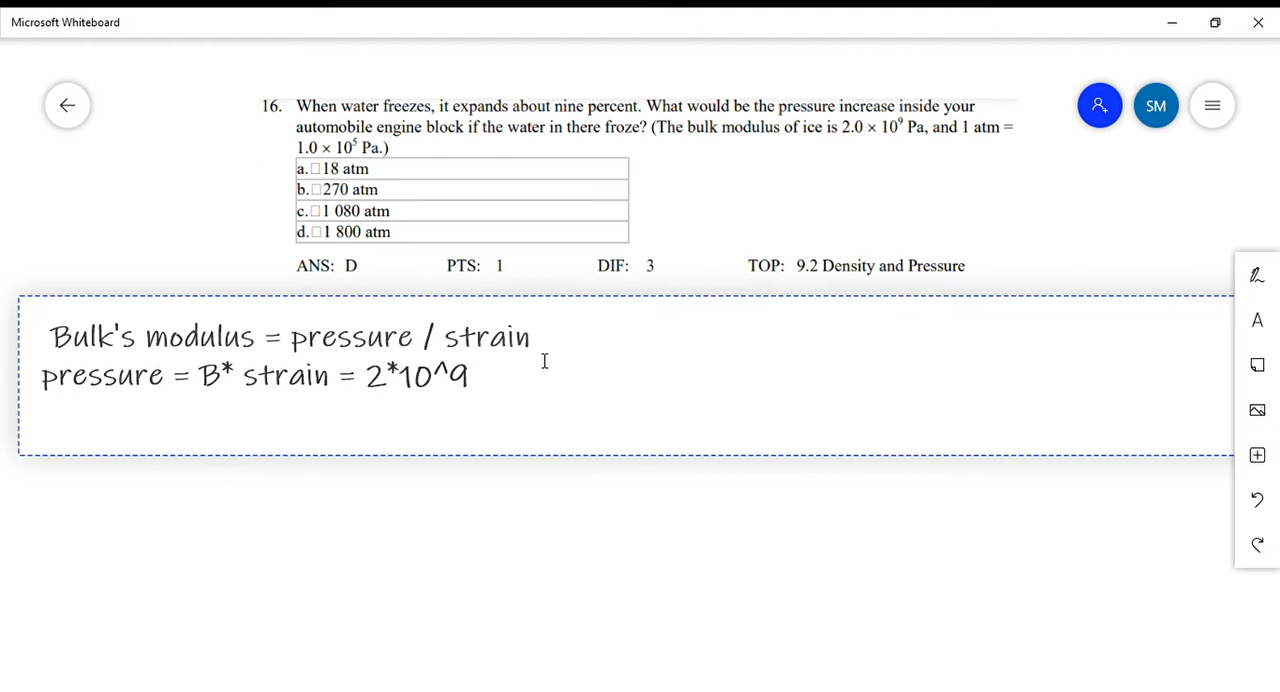 Microsoft Whiteboard
16. When water freezes, it expands about nine percent. What would be the pressure increase inside your
automobile engine block if the water in there froze? (The bulk modulus of ice is 2.0 × 10⁹ Pa, and 1 atm =
1.0 × 10⁵ Pa.)
a. 18 atm
b. 270 atm
c. 1 080 atm
d. 1 800 atm
ANS: D PTS: 1 DIF: 3 TOP: 9.2 Density and Pressure
SM
Bulk's modulus = pressure / strain
pressure = B* strain = 2*10^9
A